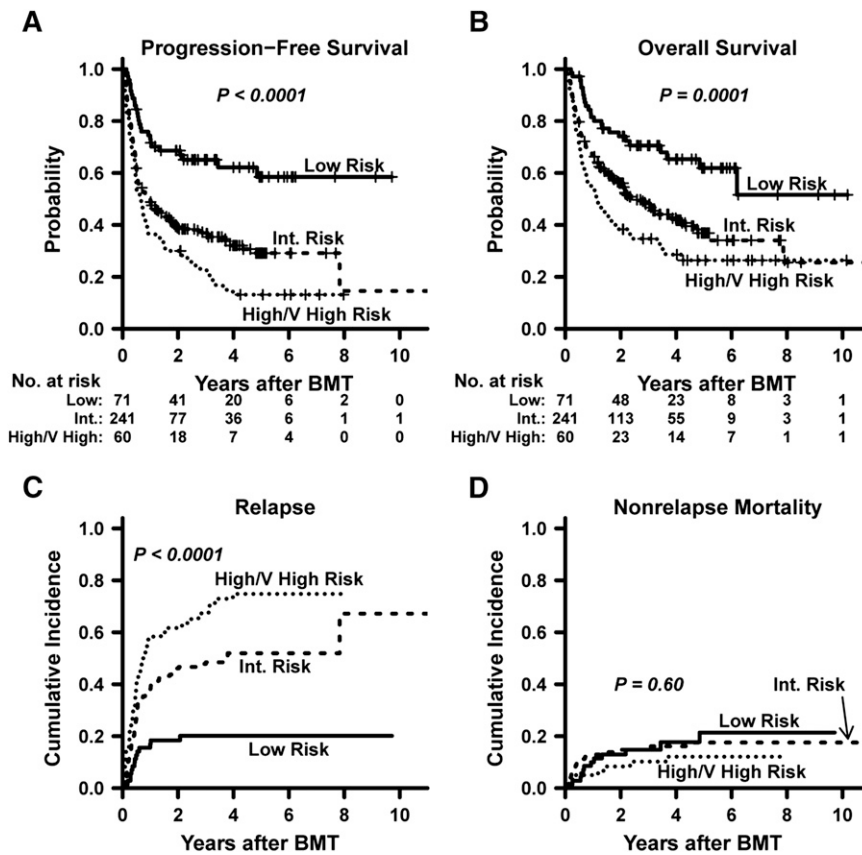 A
Progression−Free Survival
P < 0.0001
Probability
1.0
0.8
0.6
0.4
0.2
0.0
Low Risk
Int. Risk
High/V High Risk
0 2 4 6 8 10
Years after BMT
No. at risk
Low: 71 41 20 6 2 0
Int.: 241 77 36 6 1 1
High/V High: 60 18 7 4 0 0
B
Overall Survival
P = 0.0001
Probability
1.0
0.8
0.6
0.4
0.2
0.0
Low Risk
Int. Risk
High/V High Risk
0 2 4 6 8 10
Years after BMT
No. at risk
Low: 71 48 23 8 3 1
Int.: 241 113 55 9 3 1
High/V High: 60 23 14 7 1 1
C
Relapse
P < 0.0001
Cumulative Incidence
1.0
0.8
0.6
0.4
0.2
0.0
High/V High Risk
Int. Risk
Low Risk
0 2 4 6 8 10
Years after BMT
D
Nonrelapse Mortality
P = 0.60
Cumulative Incidence
1.0
0.8
0.6
0.4
0.2
0.0
Int. Risk
Low Risk
High/V High Risk
0 2 4 6 8 10
Years after BMT